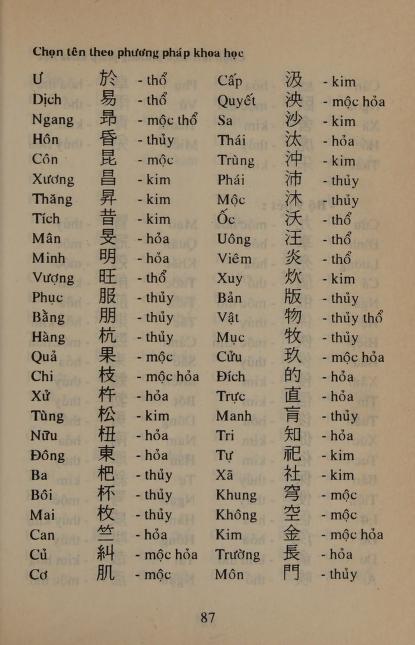 Chọn tên theo phương pháp khoa học
Ư 於 - thổ
Dịch 易 - thổ
Ngang 昻 - mộc thổ
Hôn 昏 - thủy
Côn 昆 - mộc
Xương 昌 - kim
Thăng 昇 - kim
Tích 昔 - kim
Mân 旻 - hỏa
Minh 明 - hỏa
Vượng 旺 - thổ
Phục 服 - thủy
Bằng 朋 - thủy
Hàng 杭 - thủy
Quả 果 - mộc
Chi 枝 - mộc hỏa
Xử 杵 - hỏa
Tùng 松 - kim
Nữu 杻 - hỏa
Đông 東 - hỏa
Ba 杷 - thủy
Bôi 杯 - thủy
Mai 枚 - thủy
Can 竺 - hỏa
Củ 糾 - mộc hỏa
Cơ 肌 - mộc
Cấp 汲 - kim
Quyết 泱 - mộc hỏa
Sa 沙 - kim
Thái 汰 - hỏa
Trùng 沖 - kim
Phái 沛 - thủy
Mộc 沐 - thủy
Ốc 沃 - thổ
Uông 汪 - thổ
Viêm 炎 - thổ
Xuy 炊 - kim
Bản 版 - thủy
Vật 物 - thủy thổ
Mục 牧 - thủy
Cửu 玖 - mộc hỏa
Đích 的 - hỏa
Trực 直 - hỏa
Manh 肓 - thủy
Tri 知 - hỏa
Tự 祀 - kim
Xã 社 - kim
Khung 穹 - mộc
Không 空 - mộc
Kim 金 - mộc hỏa
Trường 長 - hỏa
Môn 門 - thủy
87